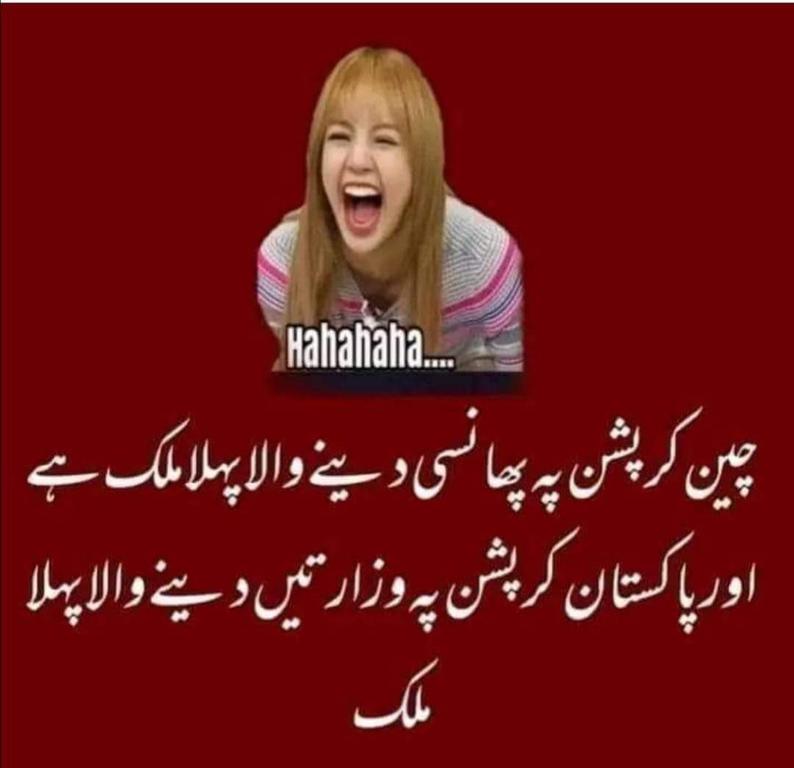 Hahahaha....
چین کرپشن پہ پھانسی دینے والا پہلا ملک ہے
اور پاکستان کرپشن پہ وزارتیں دینے والا پہلا
ملک